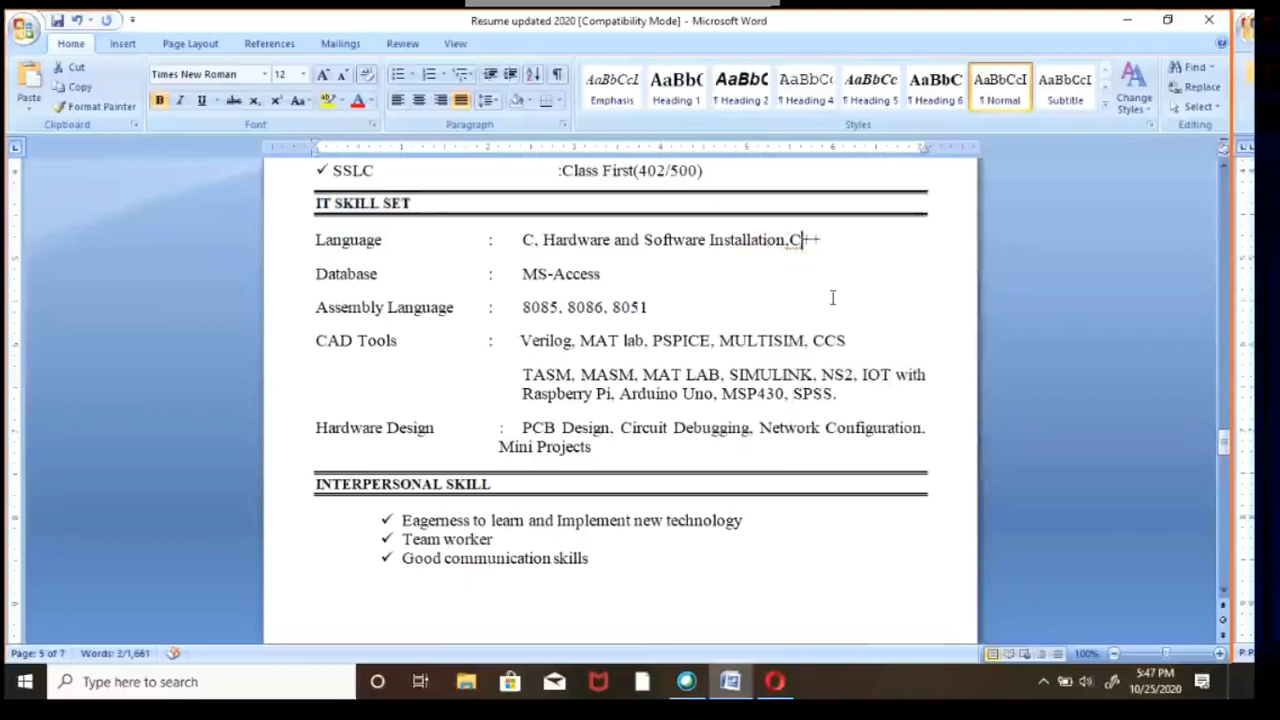 Resume updated 2020 [Compatibility Mode] - Microsoft Word
Home Insert Page Layout References Mailings Review View
Paste
Cut
Copy
Format Painter
Clipboard
Times New Roman 12
B I U abc x₂ x² Aa
Font
Paragraph
AaBbCcI AaBbC AaBbC AaBbCc AaBbCc AaBbC AaBbCcI AaBbCcI
Emphasis Heading 1 ¶ Heading 2 ¶ Heading 4 ¶ Heading 5 ¶ Heading 6 ¶ Normal Subtitle
Change Styles
Styles
Find
Replace
Select
Editing
✓ SSLC :Class First(402/500)
IT SKILL SET
Language : C, Hardware and Software Installation,C++
Database : MS-Access
Assembly Language : 8085, 8086, 8051
CAD Tools : Verilog, MAT lab, PSPICE, MULTISIM, CCS
TASM, MASM, MAT LAB, SIMULINK, NS2, IOT with
Raspberry Pi, Arduino Uno, MSP430, SPSS.
Hardware Design : PCB Design, Circuit Debugging, Network Configuration,
Mini Projects
INTERPERSONAL SKILL
✓ Eagerness to learn and Implement new technology
✓ Team worker
✓ Good communication skills
Page: 5 of 7 Words: 2/1,661 100%
Type here to search
5:47 PM
10/25/2020